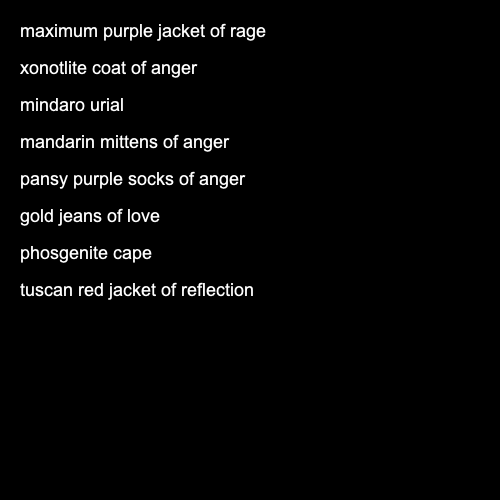 maximum purple jacket of rage
xonotlite coat of anger
mindaro urial
mandarin mittens of anger
pansy purple socks of anger
gold jeans of love
phosgenite cape
tuscan red jacket of reflection